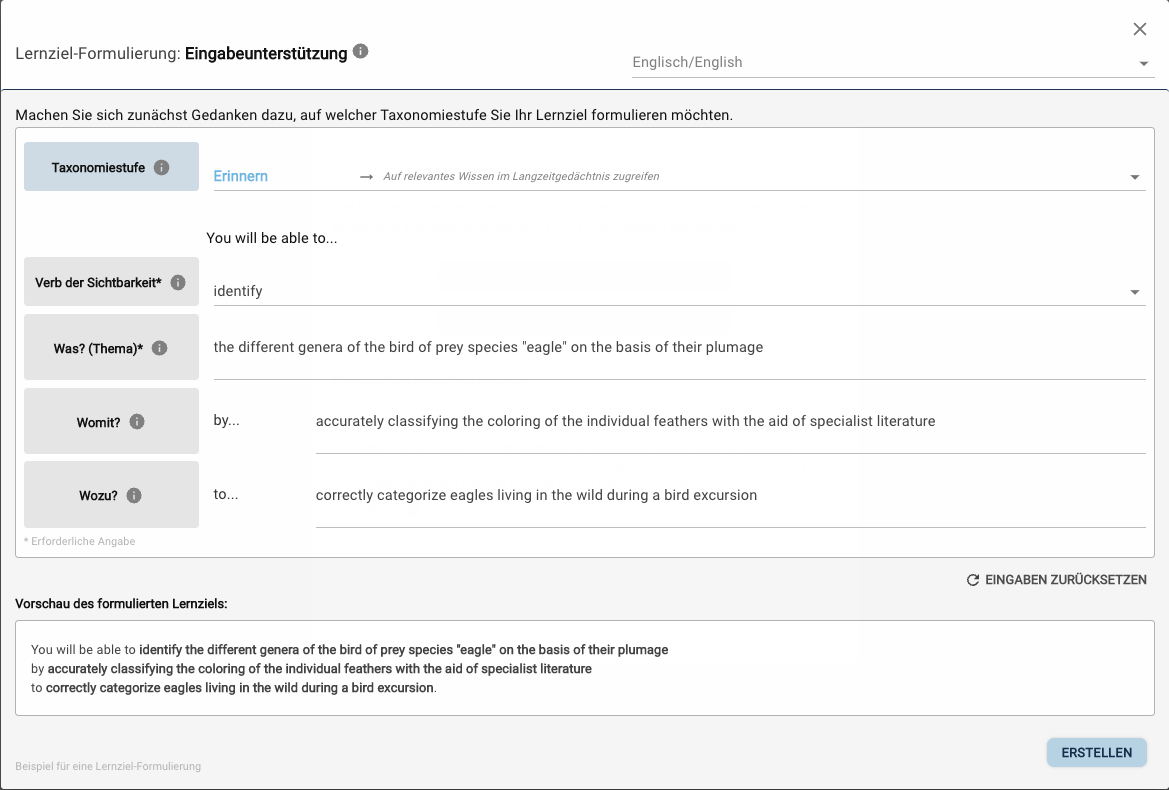 Lernziel-Formulierung: Eingabeunterstützung
Englisch/English
Machen Sie sich zunächst Gedanken dazu, auf welcher Taxonomiestufe Sie Ihr Lernziel formulieren möchten.
Taxonomiestufe
Erinnern → Auf relevantes Wissen im Langzeitgedächtnis zugreifen
You will be able to...
Verb der Sichtbarkeit*
identify
Was? (Thema)*
the different genera of the bird of prey species "eagle" on the basis of their plumage
Womit?
by... accurately classifying the coloring of the individual feathers with the aid of specialist literature
Wozu?
to... correctly categorize eagles living in the wild during a bird excursion
* Erforderliche Angabe
EINGABEN ZURÜCKSETZEN
Vorschau des formulierten Lernziels:
You will be able to identify the different genera of the bird of prey species "eagle" on the basis of their plumage
by accurately classifying the coloring of the individual feathers with the aid of specialist literature
to correctly categorize eagles living in the wild during a bird excursion.
ERSTELLEN
Beispiel für eine Lernziel-Formulierung